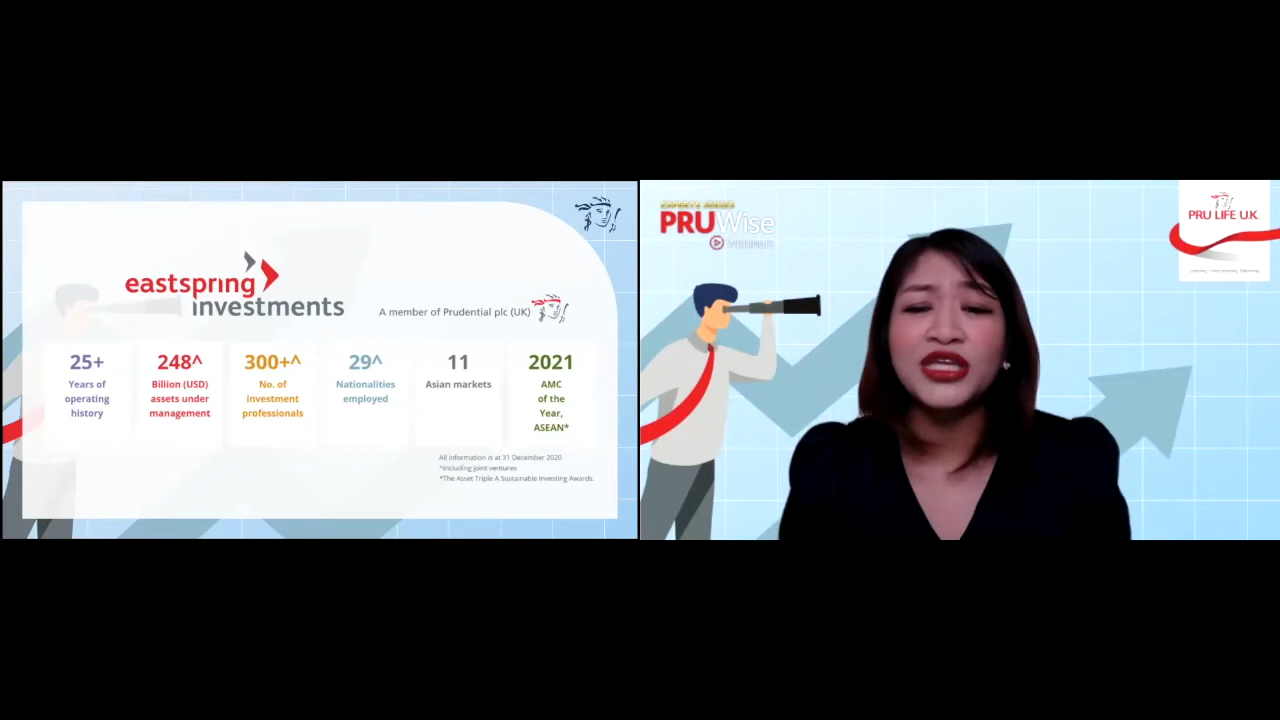 eastspring
investments
A member of Prudential plc (UK)
25+
Years of
operating
history
248^
Billion (USD)
assets under
management
300+^
No. of
investment
professionals
29^
Nationalities
employed
11
Asian markets
2021
AMC
of the
Year,
ASEAN*
All information is at 31 December 2020
^Including joint ventures
*The Asset Triple A Sustainable Investing Awards.
PRUWise
webinars
PRU LIFE U.K.